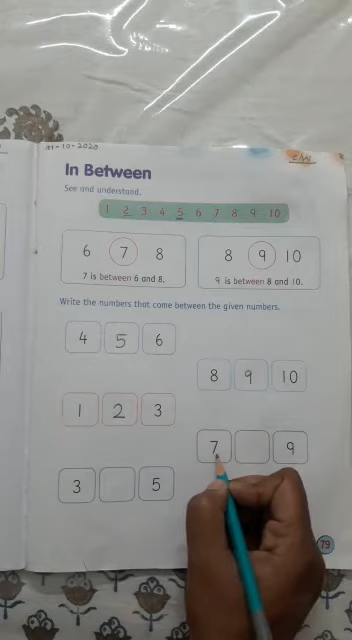 11-10-2020
C/W
In Between
See and understand.
1 2 3 4 5 6 7 8 9 10
6 7 8
7 is between 6 and 8.
8 9 10
9 is between 8 and 10.
Write the numbers that come between the given numbers.
4 5 6
8 9 10
1 2 3
7 9
3 5
79